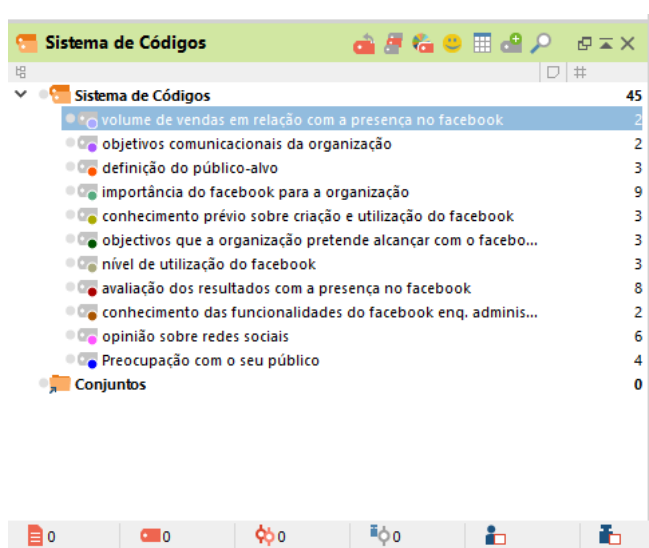 Sistema de Códigos
#
Sistema de Códigos 45
volume de vendas em relação com a presença no facebook 2
objetivos comunicacionais da organização 2
definição do público-alvo 3
importância do facebook para a organização 9
conhecimento prévio sobre criação e utilização do facebook 3
objectivos que a organização pretende alcançar com o facebo... 3
nível de utilização do facebook 3
avaliação dos resultados com a presença no facebook 8
conhecimento das funcionalidades do facebook enq. adminis... 2
opinião sobre redes sociais 6
Preocupação com o seu público 4
Conjuntos 0
0 0 0 0